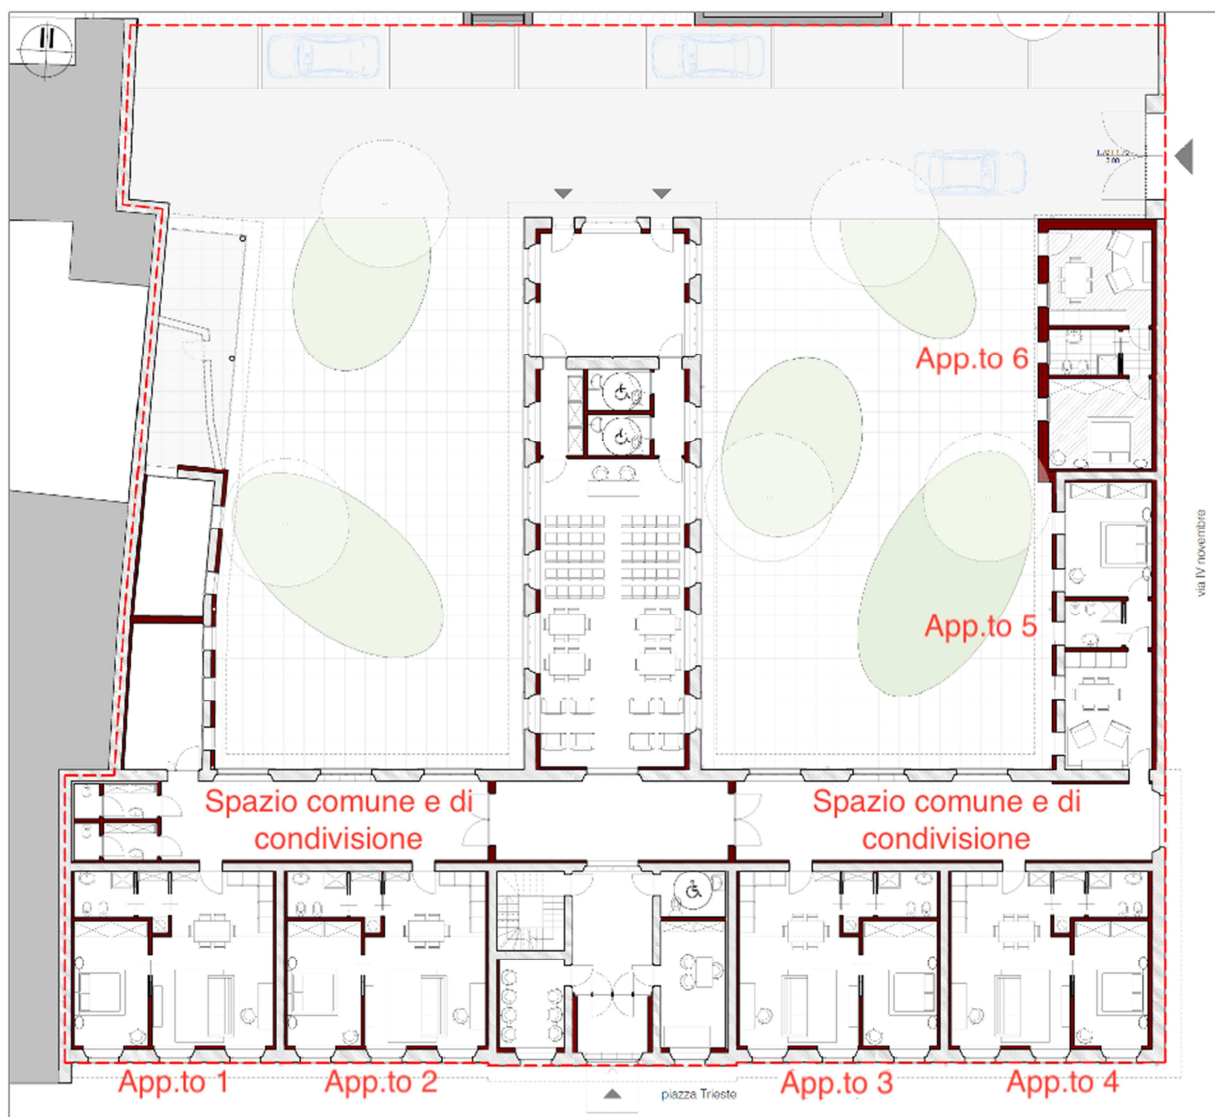 App.to 6
via IV novembre
App.to 5
Spazio comune e di
condivisione
Spazio comune e di
condivisione
App.to 1
App.to 2
App.to 3
App.to 4
piazza Trieste